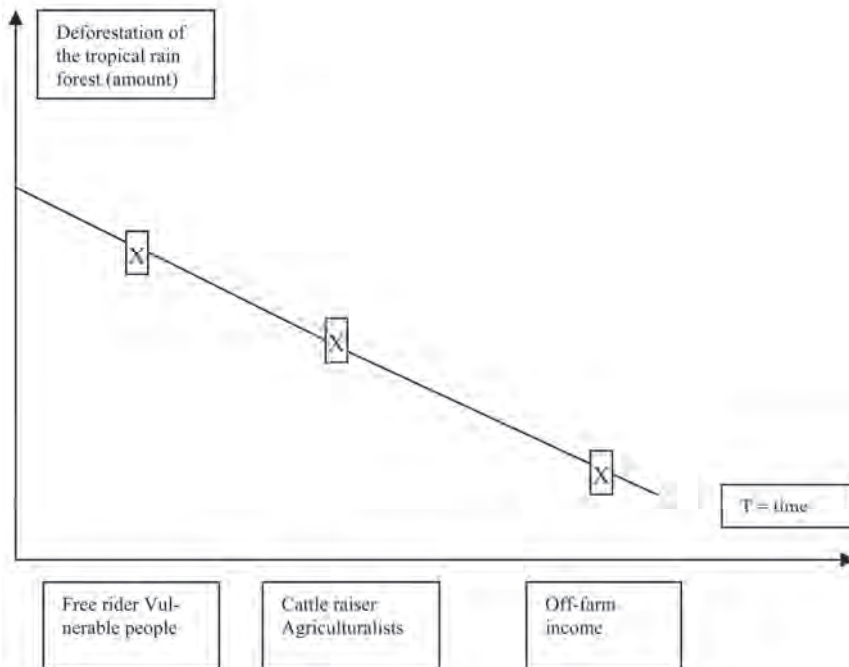 Deforestation of
the tropical rain
forest (amount)
X
X
X
T = time
Free rider Vul-
nerable people
Cattle raiser
Agriculturalists
Off-farm
income